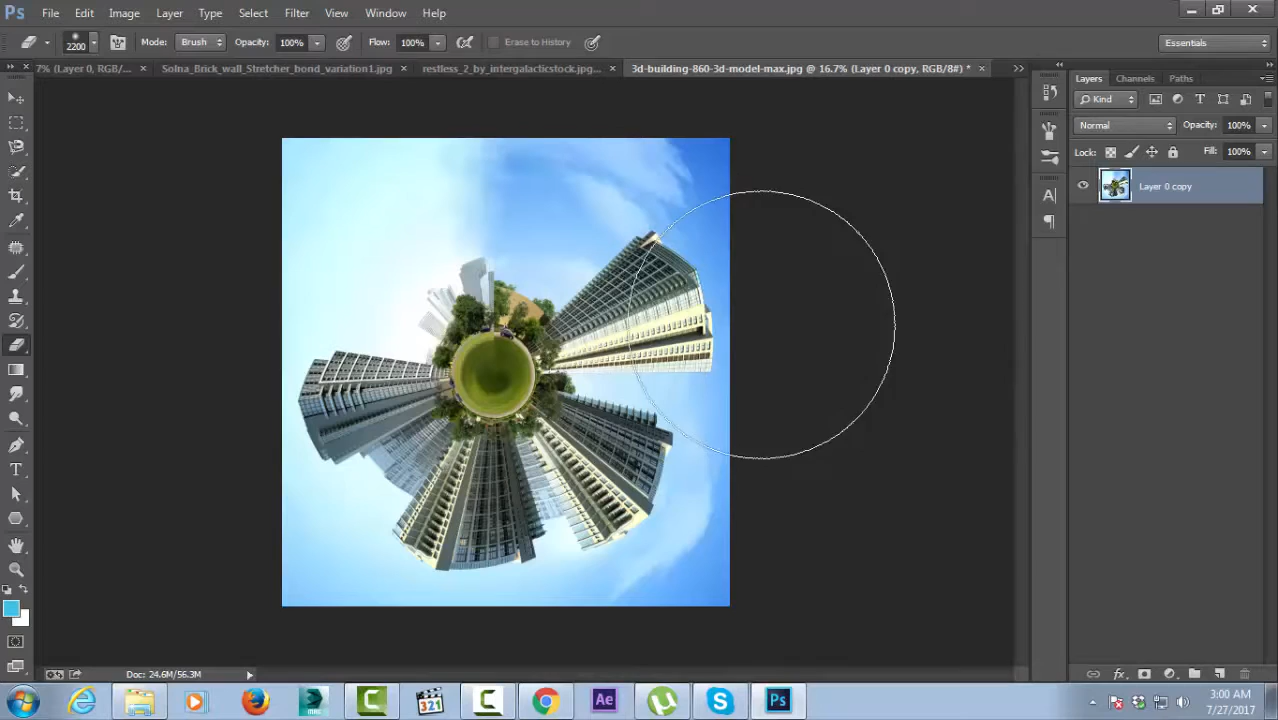 Ps File Edit Image Layer Type Select Filter View Window Help
2200 Mode: Brush Opacity: 100% Flow: 100% Erase to History Essentials
7% (Layer 0, RGB/... × Solna_Brick_wall_Stretcher_bond_variation1.jpg × restless_2_by_intergalacticstock.jpg... × 3d-building-860-3d-model-max.jpg @ 16.7% (Layer 0 copy, RGB/8#) * ×
Layers Channels Paths
Kind
Normal Opacity: 100%
Lock: Fill: 100%
Layer 0 copy
Doc: 24.6M/56.3M
321 Ae Ps
3:00 AM
7/27/2017